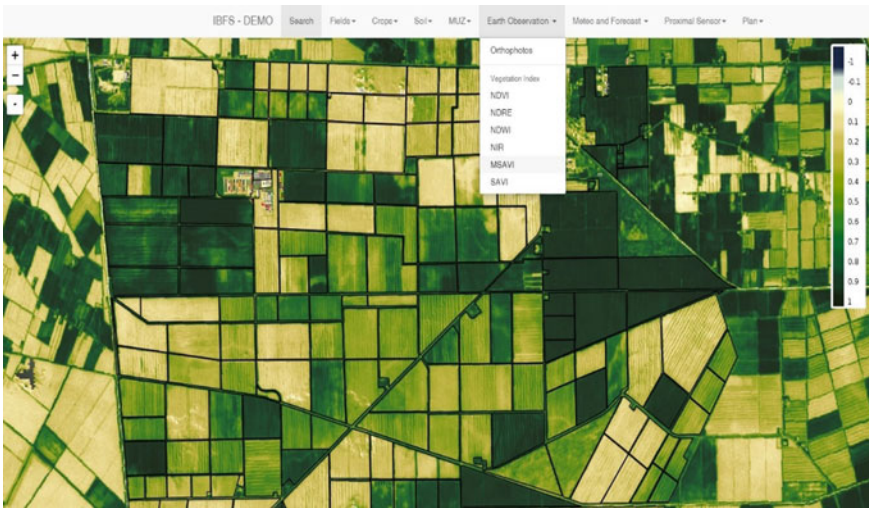 IBFS - DEMO Search Fields Crops Soil MUZ Earth Observation Meteo and Forecast Proximal Sensor Plan
+
-
-
Orthophotos
Vegetation Index
NDVI
NDRE
NDWI
NIR
MSAVI
SAVI
-1
-0.1
0
0.1
0.2
0.3
0.4
0.5
0.6
0.7
0.8
0.9
1